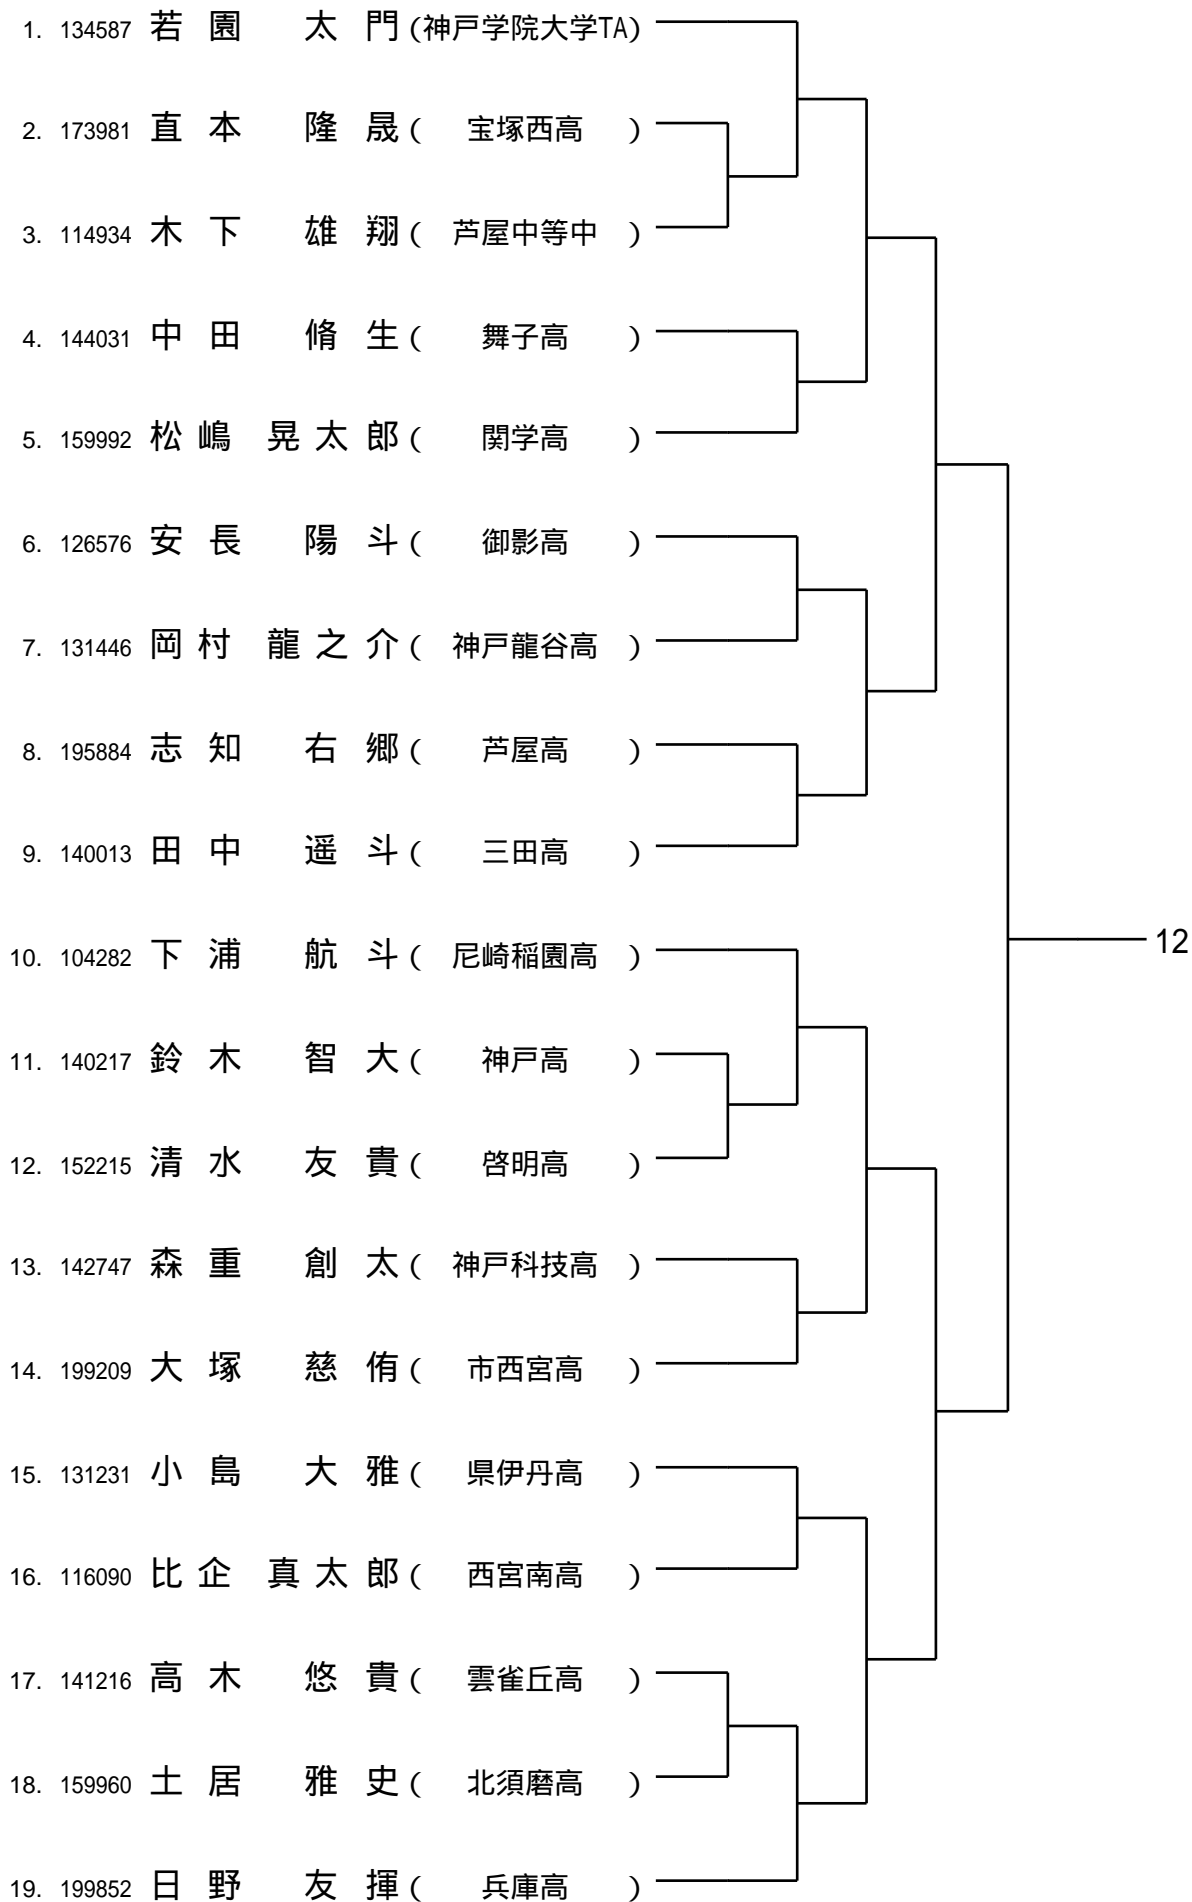 1. 134587 若園 太門 (神戸学院大学TA)
2. 173981 直本 隆晟 ( 宝塚西高 )
3. 114934 木下 雄翔 ( 芦屋中等中 )
4. 144031 中田 脩生 ( 舞子高 )
5. 159992 松嶋 晃太郎 ( 関学高 )
6. 126576 安長 陽斗 ( 御影高 )
7. 131446 岡村 龍之介 ( 神戸龍谷高 )
8. 195884 志知 右郷 ( 芦屋高 )
9. 140013 田中 遥斗 ( 三田高 )
10. 104282 下浦 航斗 ( 尼崎稲園高 )
12
11. 140217 鈴木 智大 ( 神戸高 )
12. 152215 清水 友貴 ( 啓明高 )
13. 142747 森重 創太 ( 神戸科技高 )
14. 199209 大塚 慈侑 ( 市西宮高 )
15. 131231 小島 大雅 ( 県伊丹高 )
16. 116090 比企 真太郎 ( 西宮南高 )
17. 141216 高木 悠貴 ( 雲雀丘高 )
18. 159960 土居 雅史 ( 北須磨高 )
19. 199852 日野 友揮 ( 兵庫高 )